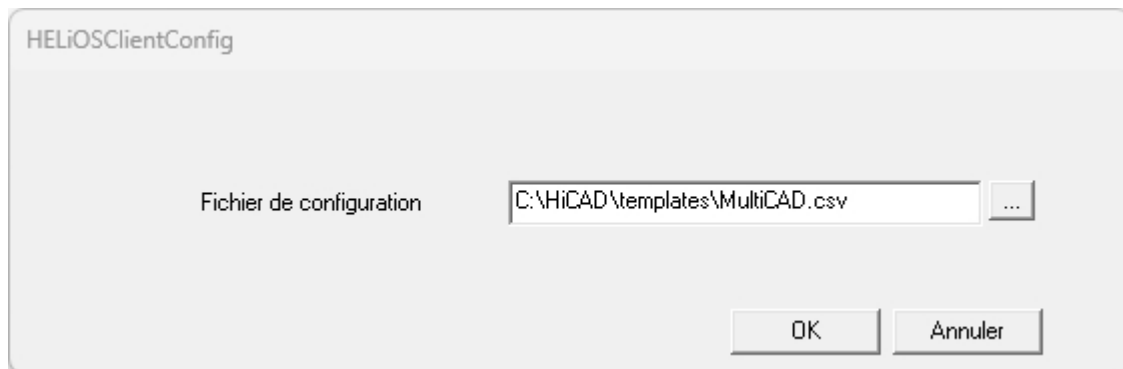 HELiOSClientConfig
Fichier de configuration C:\HiCAD\templates\MultiCAD.csv ...
OK Annuler